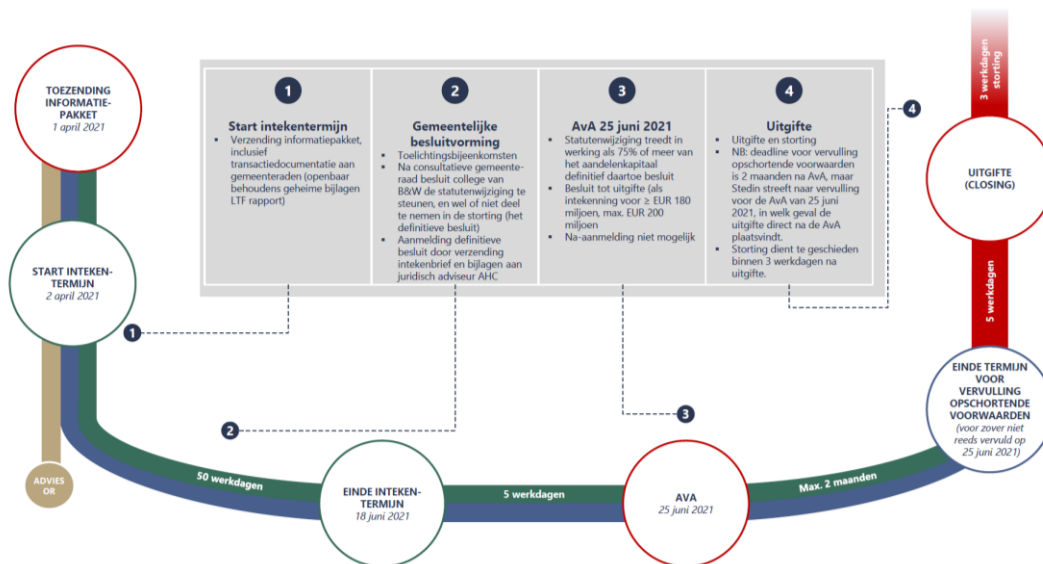 TOEZENDING
INFORMATIE-
PAKKET
1 april 2021
START INTEKEN-
TERMIJN
2 april 2021
ADVIES
OR
1
Start intekentermijn
Verzending informatiepakket,
inclusief
transactiedocumentatie aan
gemeenteraden (openbaar
behoudens geheime bijlagen
LTF rapport)
2
Gemeentelijke
besluitvorming
Toelichtingsbijeenkomsten
Na consultatieve gemeente-
raad besluit college van
B&W de statutenwijziging te
steunen, en wel of niet deel
te nemen in de storting (het
definitieve besluit)
Aanmelding definitieve
besluit door verzending
intekenbrief en bijlagen aan
juridisch adviseur AHC
3
AvA 25 juni 2021
Statutenwijziging treedt in
werking als 75% of meer van
het aandelenkapitaal
definitief daartoe besluit
Besluit tot uitgifte (als
intekenning voor ≥ EUR 180
miljoen, max. EUR 200
miljoen
Na-aanmelding niet mogelijk
4
Uitgifte
Uitgifte en storting
NB: deadline voor vervulling
opschortende voorwaarden
is 2 maanden na AvA, maar
Stedin streeft naar vervulling
voor de AvA van 25 juni
2021, in welk geval de
uitgifte direct na de AvA
plaatsvindt.
Storting dient te geschieden
binnen 3 werkdagen na
uitgifte.
1
2
3
4
50 werkdagen
EINDE INTEKEN-
TERMIJN
18 juni 2021
5 werkdagen
AVA
25 juni 2021
Max. 2 maanden
EINDE TERMIJN
VOOR
VERVULLING
OPSCHORTENDE
VOORWAARDEN
(voor zover niet
reeds vervuld op
25 juni 2021)
5 werkdagen
UITGIFTE
(CLOSING)
3 werkdagen
storting